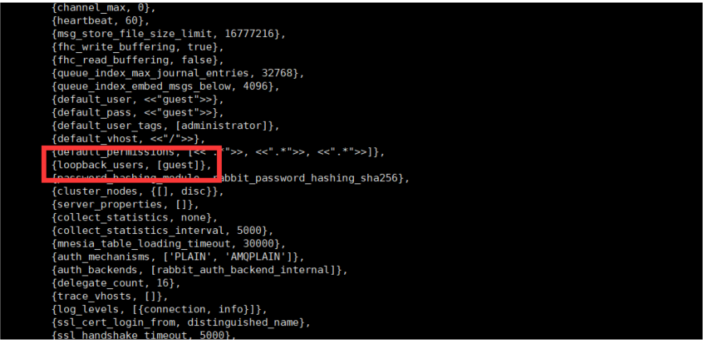 {channel_max, 0},
{heartbeat, 60},
{msg_store_file_size_limit, 16777216},
{fhc_write_buffering, true},
{fhc_read_buffering, false},
{queue_index_max_journal_entries, 32768},
{queue_index_embed_msgs_below, 4096},
{default_user, <<"guest">>},
{default_pass, <<"guest">>},
{default_user_tags, [administrator]},
{default_vhost, <<"/">>},
{default_permissions, [<<".*">>, <<".*">>, <<".*">>]},
{loopback_users, [guest]},
{password_hashing_module, rabbit_password_hashing_sha256},
{cluster_nodes, {[], disc}},
{server_properties, []},
{collect_statistics, none},
{collect_statistics_interval, 5000},
{mnesia_table_loading_timeout, 30000},
{auth_mechanisms, ['PLAIN', 'AMQPLAIN']},
{auth_backends, [rabbit_auth_backend_internal]},
{delegate_count, 16},
{trace_vhosts, []},
{log_levels, [{connection, info}]},
{ssl_cert_login_from, distinguished_name},
{ssl_handshake_timeout, 5000},